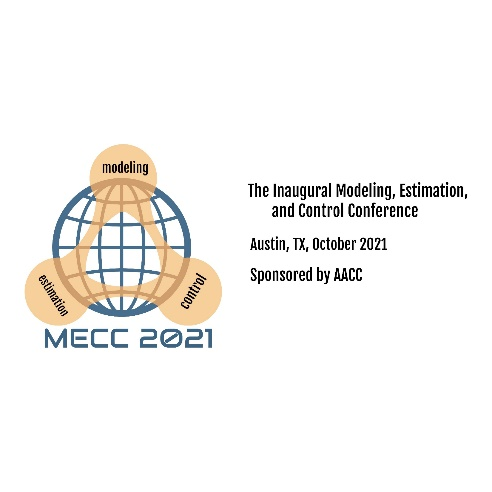 modeling
estimation
control
MECC 2021
The Inaugural Modeling, Estimation,
and Control Conference
Austin, TX, October 2021
Sponsored by AACC